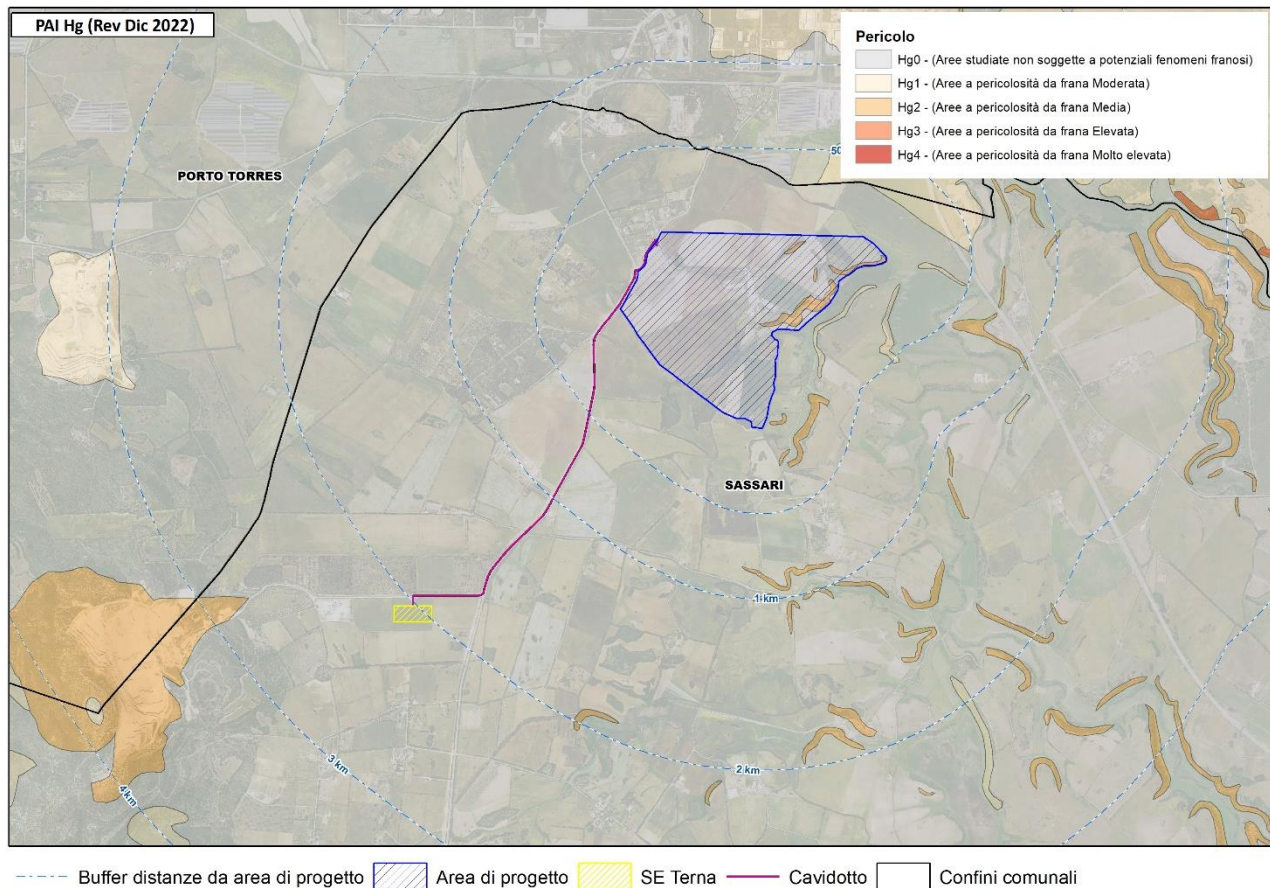 PAI Hg (Rev Dic 2022)
Pericolo
Hg0 - (Aree studiate non soggette a potenziali fenomeni franosi)
Hg1 - (Aree a pericolosità da frana Moderata)
Hg2 - (Aree a pericolosità da frana Media)
Hg3 - (Aree a pericolosità da frana Elevata)
Hg4 - (Aree a pericolosità da frana Molto elevata)
PORTO TORRES
SASSARI
1 km
2 km
3 km
4 km
Buffer distanze da area di progetto
Area di progetto
SE Terna
Cavidotto
Confini comunali